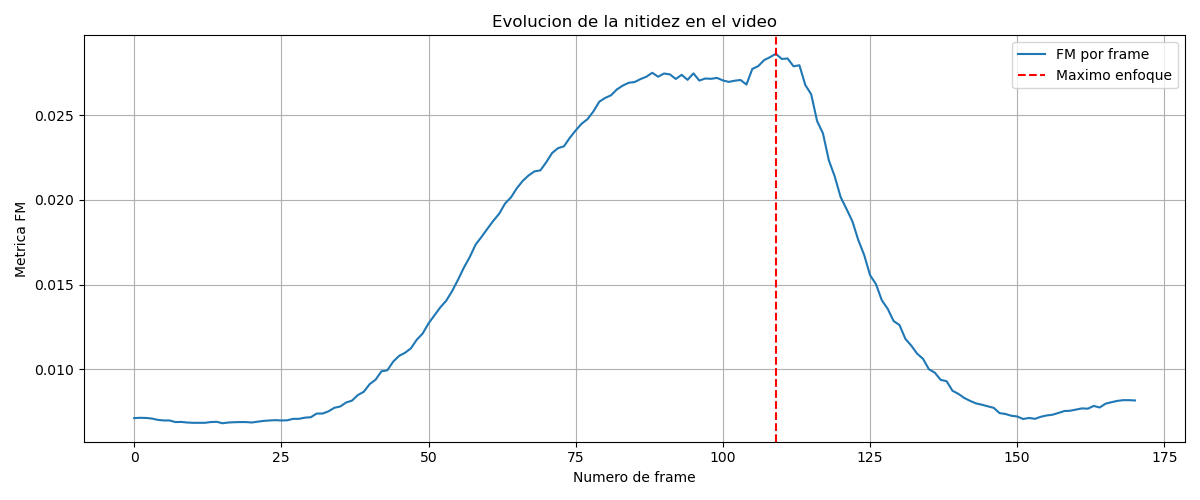 Evolucion de la nitidez en el video
FM por frame
Maximo enfoque
Metrica FM
0.025
0.020
0.015
0.010
0 25 50 75 100 125 150 175
Numero de frame